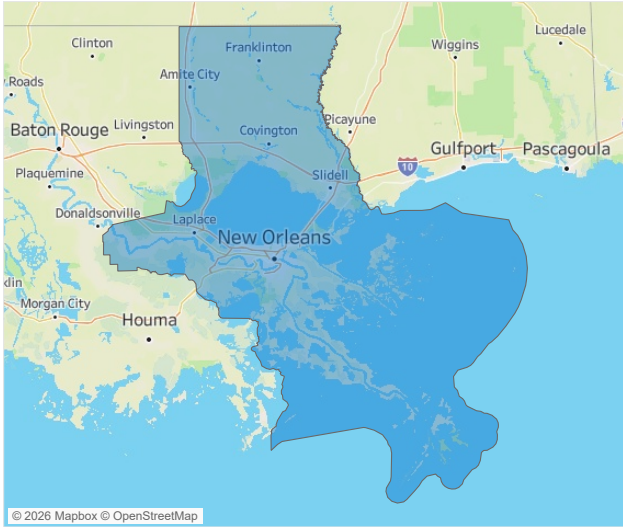 Lucedale
Clinton
Franklinton
Wiggins
Roads
Amite City
Picayune
Livingston
Baton Rouge
Covington
Gulfport
Pascagoula
10
Plaquemine
Slidell
Donaldsonville
Laplace
New Orleans
din
Morgan City
Houma
© 2026 Mapbox © OpenStreetMap